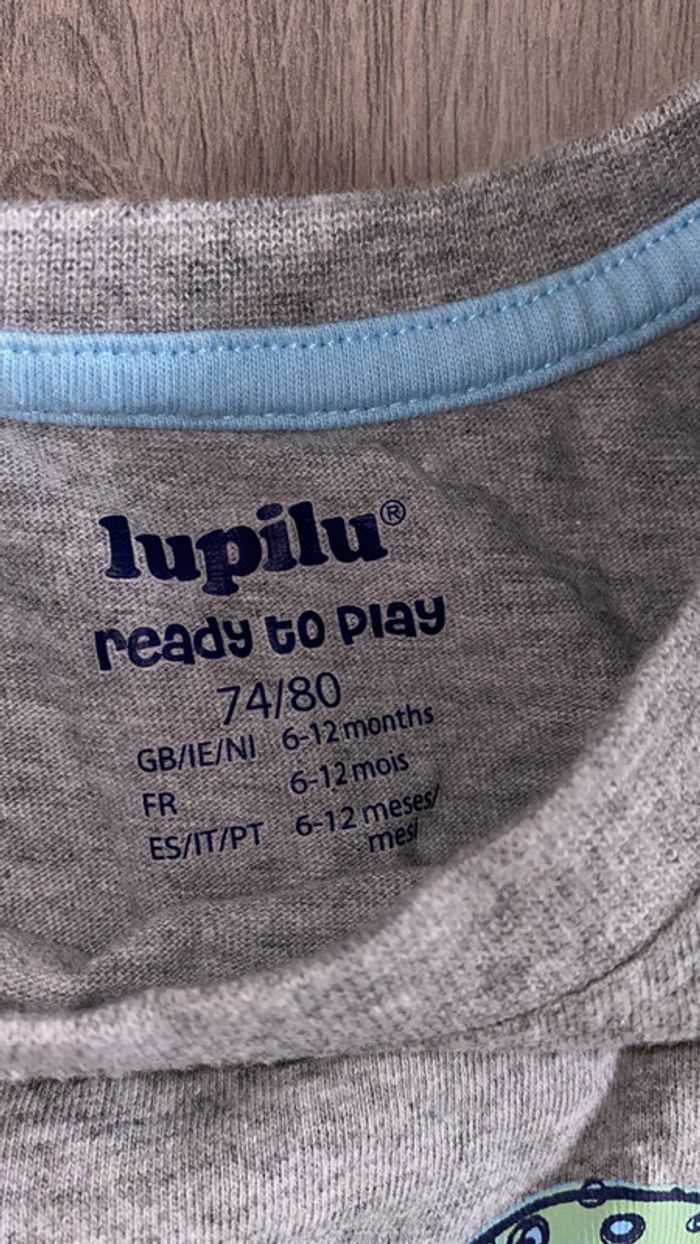 lupilu®
ready to play
74/80
GB/IE/NI 6-12 months
FR 6-12 mois
ES/IT/PT 6-12 meses/
mesi